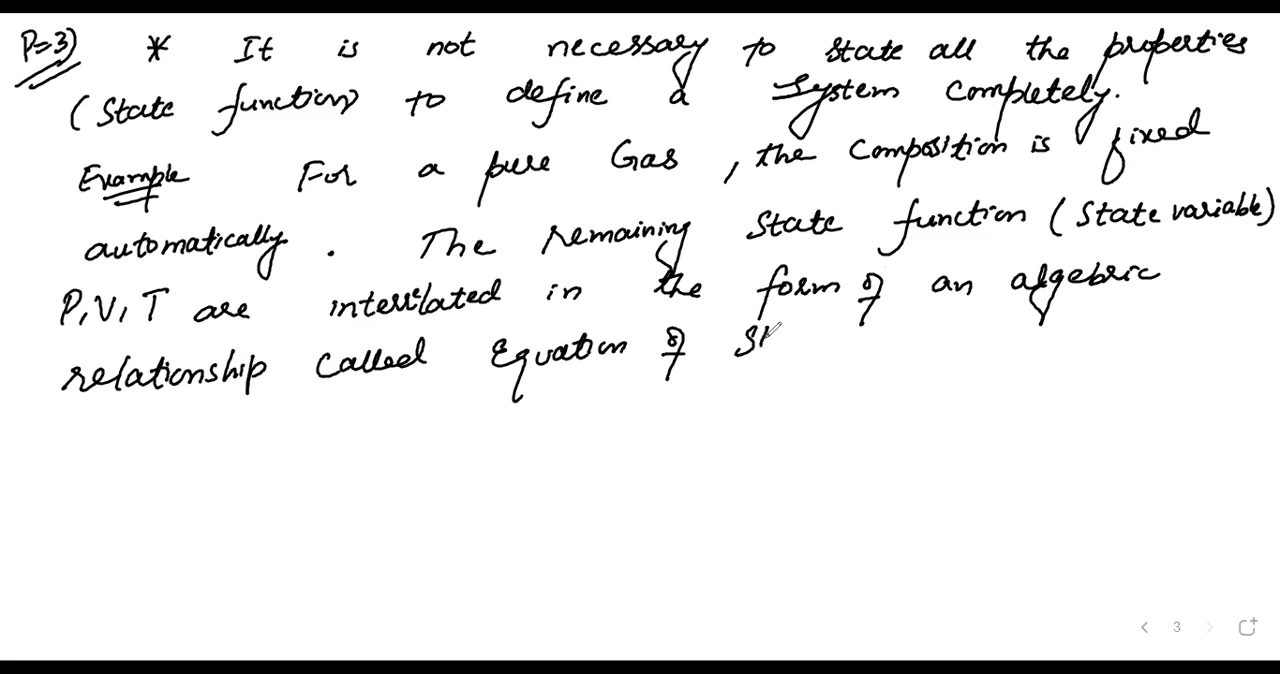 P=3) * It is not necessary to state all the properties
(state function) to define a system completely.
Example For a pure Gas, the composition is fixed
automatically. The remaining state function (state variable)
P, V, T are interrelated in the form of an algebric
relationship called Equation of St
3